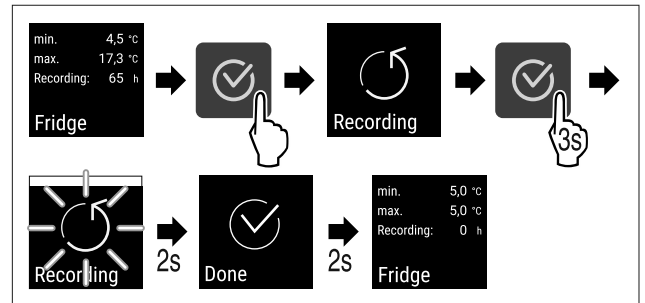 min. 4,5 °C
max. 17,3 °C
Recording: 65 h
Fridge
Recording
3s
Recording
2s
Done
2s
min. 5,0 °C
max. 5,0 °C
Recording: 0 h
Fridge